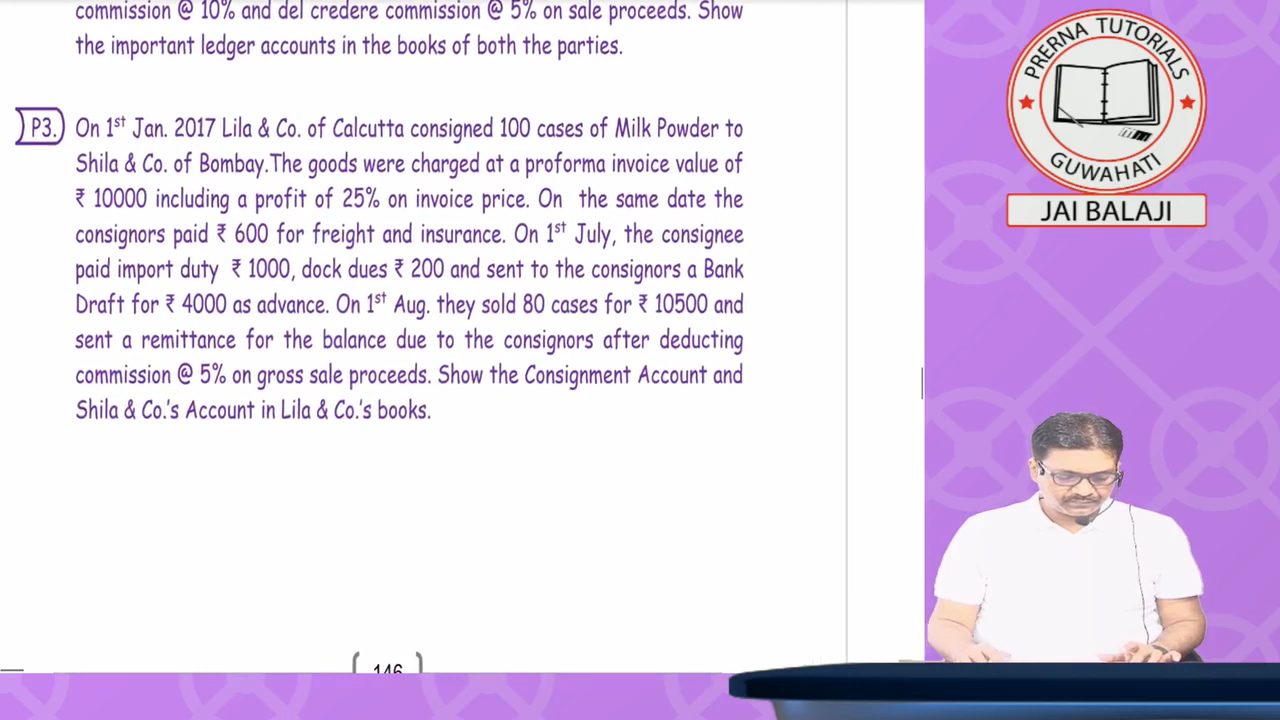 commission @ 10% and del credere commission @ 5% on sale proceeds. Show
the important ledger accounts in the books of both the parties.
P3. On 1st Jan. 2017 Lila & Co. of Calcutta consigned 100 cases of Milk Powder to
Shila & Co. of Bombay.The goods were charged at a proforma invoice value of
₹ 10000 including a profit of 25% on invoice price. On the same date the
consignors paid ₹ 600 for freight and insurance. On 1st July, the consignee
paid import duty ₹ 1000, dock dues ₹ 200 and sent to the consignors a Bank
Draft for ₹ 4000 as advance. On 1st Aug. they sold 80 cases for ₹ 10500 and
sent a remittance for the balance due to the consignors after deducting
commission @ 5% on gross sale proceeds. Show the Consignment Account and
Shila & Co.'s Account in Lila & Co.'s books.
146
PRERNA TUTORIALS
GUWAHATI
JAI BALAJI